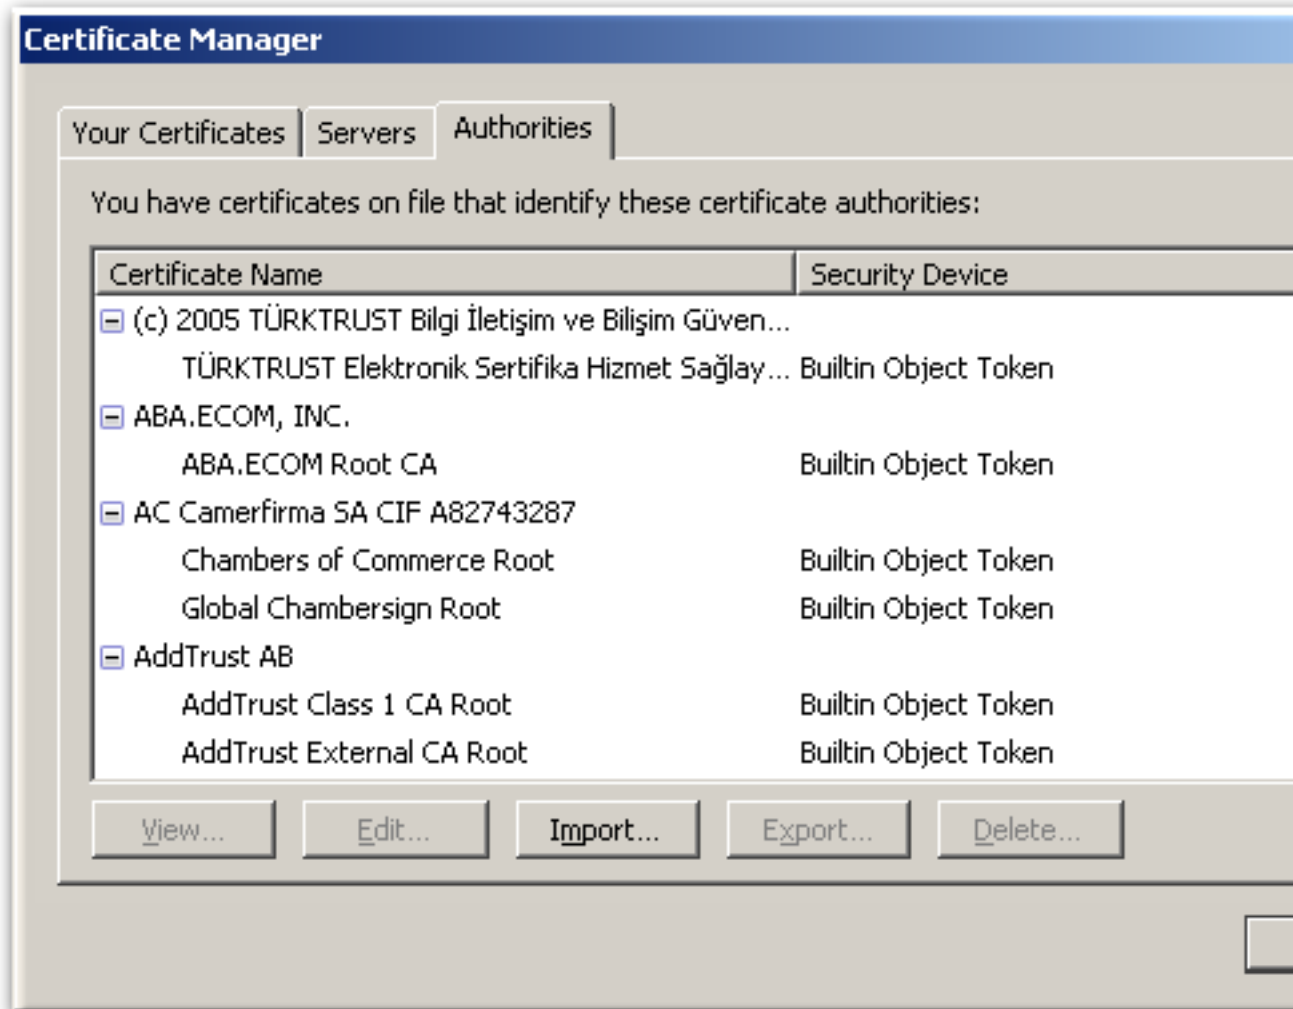 Certificate Manager
Your Certificates Servers Authorities
You have certificates on file that identify these certificate authorities:
Certificate Name Security Device
(c) 2005 TÜRKTRUST Bilgi İletişim ve Bilişim Güven...
TÜRKTRUST Elektronik Sertifika Hizmet Sağlay... Builtin Object Token
ABA.ECOM, INC.
ABA.ECOM Root CA Builtin Object Token
AC Camerfirma SA CIF A82743287
Chambers of Commerce Root Builtin Object Token
Global Chambersign Root Builtin Object Token
AddTrust AB
AddTrust Class 1 CA Root Builtin Object Token
AddTrust External CA Root Builtin Object Token
View... Edit... Import... Export... Delete...